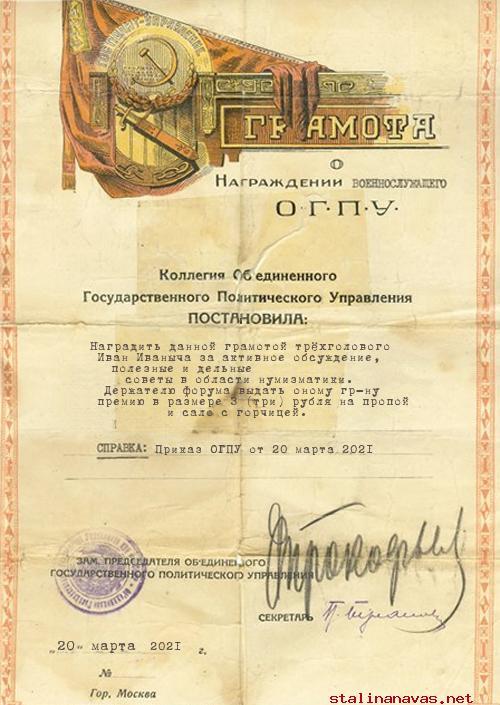 ГРАМОТА
О
НАГРАЖДЕНИИ ВОЕННОСЛУЖАЩЕГО
О·Г·П·У·
Коллегия Объединенного
Государственного Политического Управления
ПОСТАНОВИЛА:
Наградить данной грамотой трёхголового
Иван Иваныча за активное обсуждение,
полезные и дельные
советы в области нумизматики.
Держателю форума выдать оному гр-ну
премию в размере 3 (три) рубля на пропой
и сало с горчицей.
СПРАВКА: Приказ ОГПУ от 20 марта 2021
ЗАМ. ПРЕДСЕДАТЕЛЯ ОБЪЕДИНЕННОГО
ГОСУДАРСТВЕННОГО ПОЛИТИЧЕСКОГО УПРАВЛЕНИЯ
СЕКРЕТАРЬ
„20" марта 2021 г.
№
Гор. Москва
stalinanavas.net